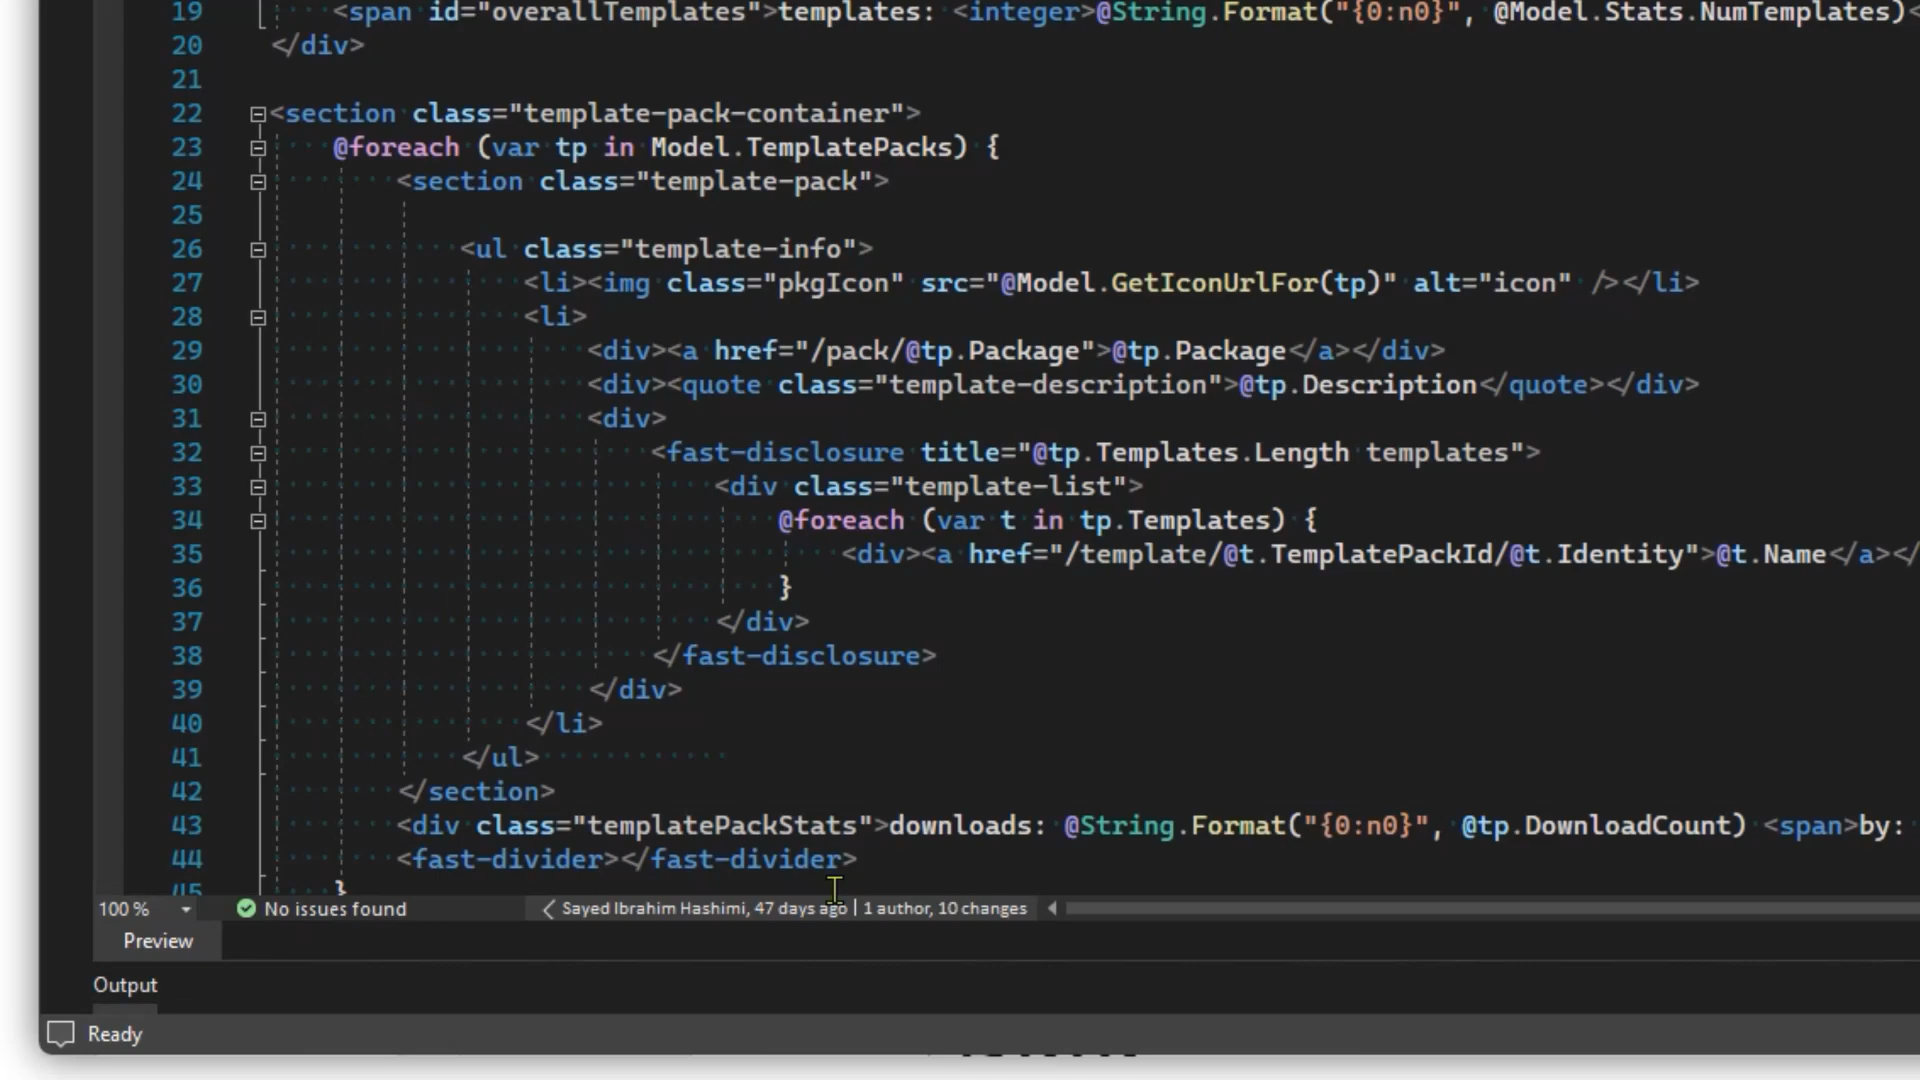 19 <span id="overallTemplates">templates: <integer>@String.Format("{0:n0}", @Model.Stats.NumTemplates)<
20 </div>
21
22 <section class="template-pack-container">
23 @foreach (var tp in Model.TemplatePacks) {
24 <section class="template-pack">
25
26 <ul class="template-info">
27 <li><img class="pkgIcon" src="@Model.GetIconUrlFor(tp)" alt="icon" /></li>
28 <li>
29 <div><a href="/pack/@tp.Package">@tp.Package</a></div>
30 <div><quote class="template-description">@tp.Description</quote></div>
31 <div>
32 <fast-disclosure title="@tp.Templates.Length templates">
33 <div class="template-list">
34 @foreach (var t in tp.Templates) {
35 <div><a href="/template/@t.TemplatePackId/@t.Identity">@t.Name</a></
36 }
37 </div>
38 </fast-disclosure>
39 </div>
40 </li>
41 </ul>
42 </section>
43 <div class="templatePackStats">downloads: @String.Format("{0:n0}", @tp.DownloadCount) <span>by:
44 <fast-divider></fast-divider>
45 }
100 % No issues found Sayed Ibrahim Hashimi, 47 days ago | 1 author, 10 changes
Preview
Output
Ready